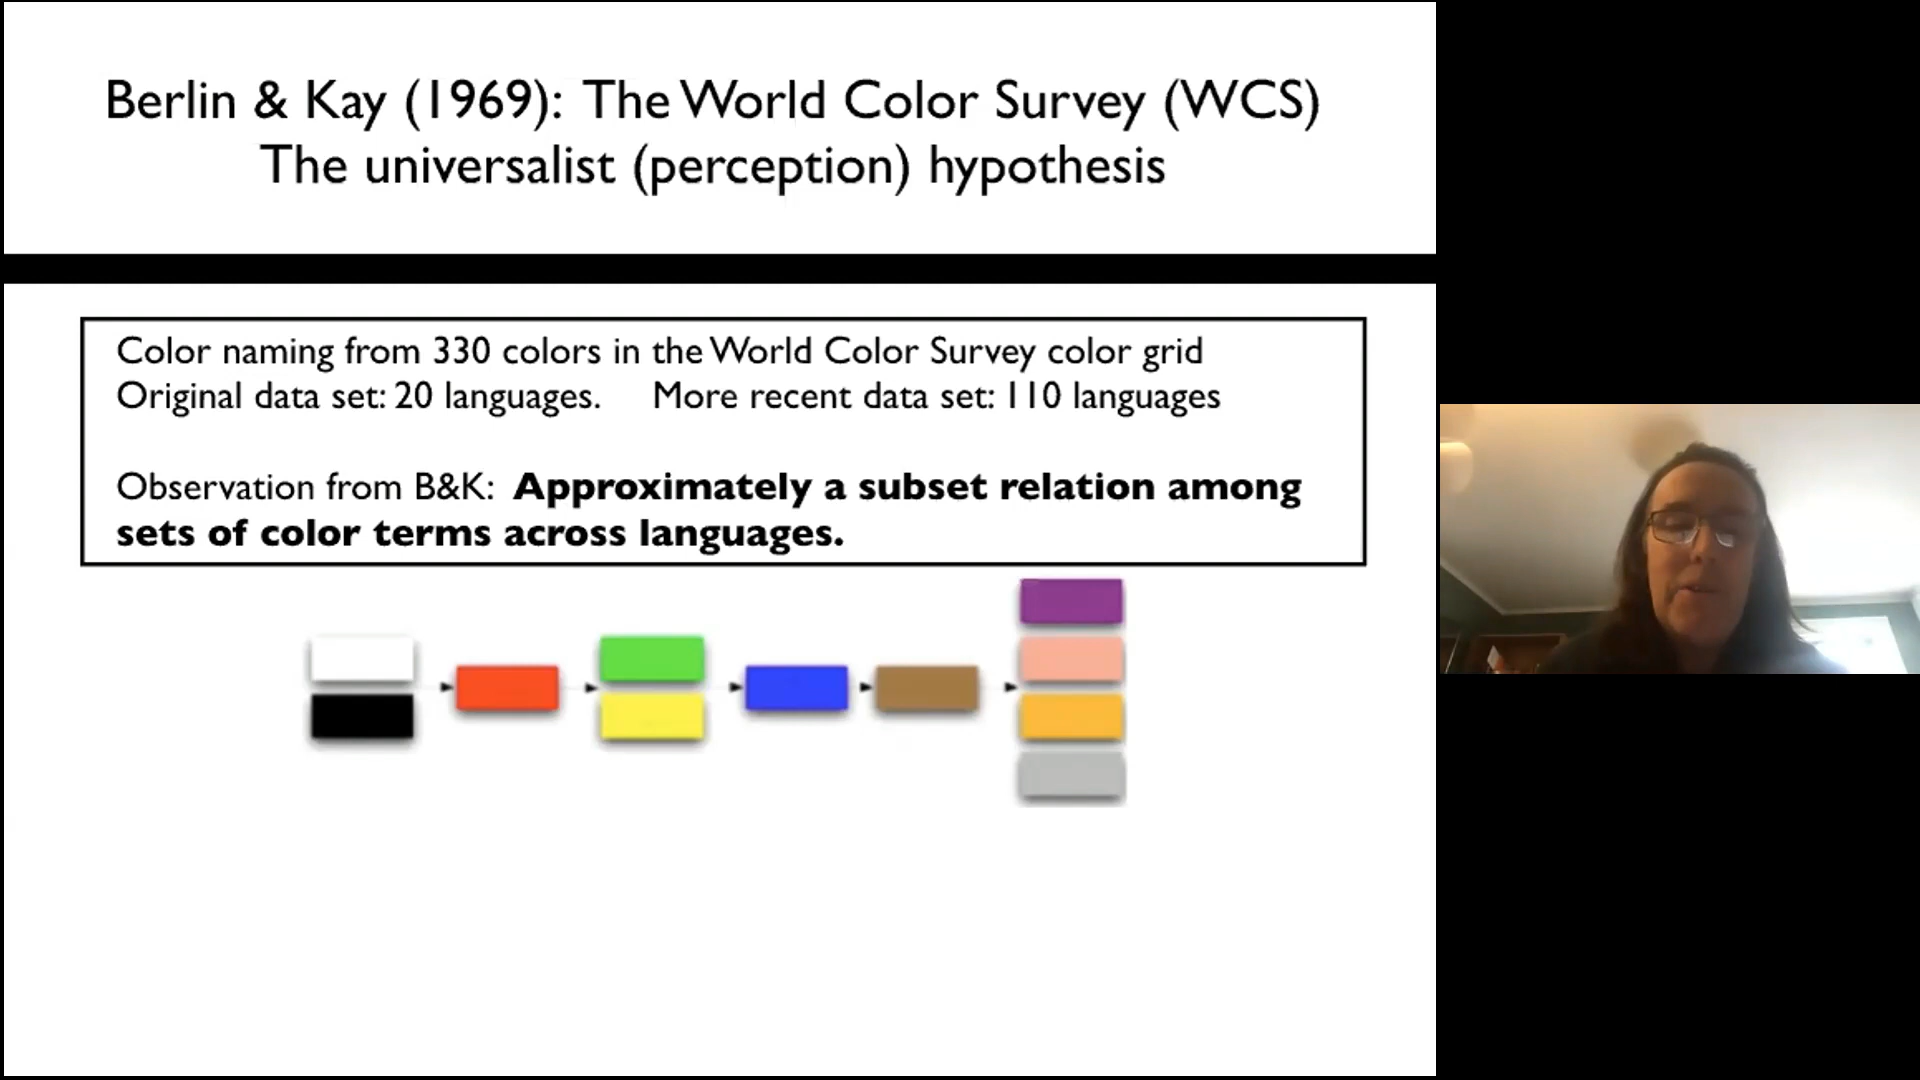 Berlin & Kay (1969): The World Color Survey (WCS)
The universalist (perception) hypothesis
Color naming from 330 colors in the World Color Survey color grid
Original data set: 20 languages. More recent data set: 110 languages
Observation from B&K: Approximately a subset relation among
sets of color terms across languages.